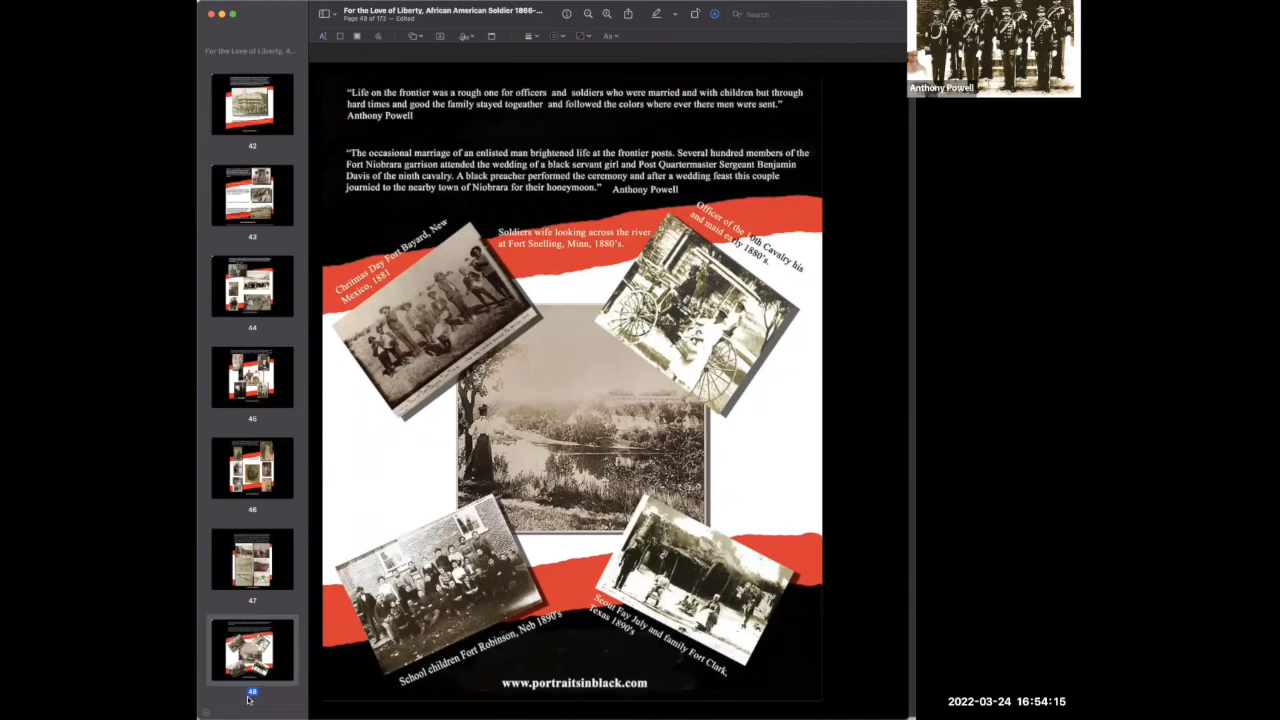 For the Love of Liberty, African American Soldier 1866-...
Page 48 of 173 — Edited
Search
For the Love of Liberty, A...
42
43
44
45
46
47
48
"Life on the frontier was a rough one for officers and soldiers who were married and with children but through
hard times and good the family stayed togeather and followed the colors where ever there men were sent."
Anthony Powell
"The occasional marriage of an enlisted man brightened life at the frontier posts. Several hundred members of the
Fort Niobrara garrison attended the wedding of a black servant girl and Post Quartermaster Sergeant Benjamin
Davis of the ninth cavalry. A black preacher performed the ceremony and after a wedding feast this couple
journied to the nearby town of Niobrara for their honeymoon." Anthony Powell
Chritmas Day Fort Bayard, New
Mexico, 1881
Soldiers wife looking across the river
at Fort Snelling, Minn, 1880's.
Officer of the 10th Cavalry his
and maid early 1880's.
School children Fort Robinson, Neb 1890's
Scout Fay July and family Fort Clark,
Texas 1890's
www.portraitsinblack.com
Anthony Powell
2022-03-24 16:54:15